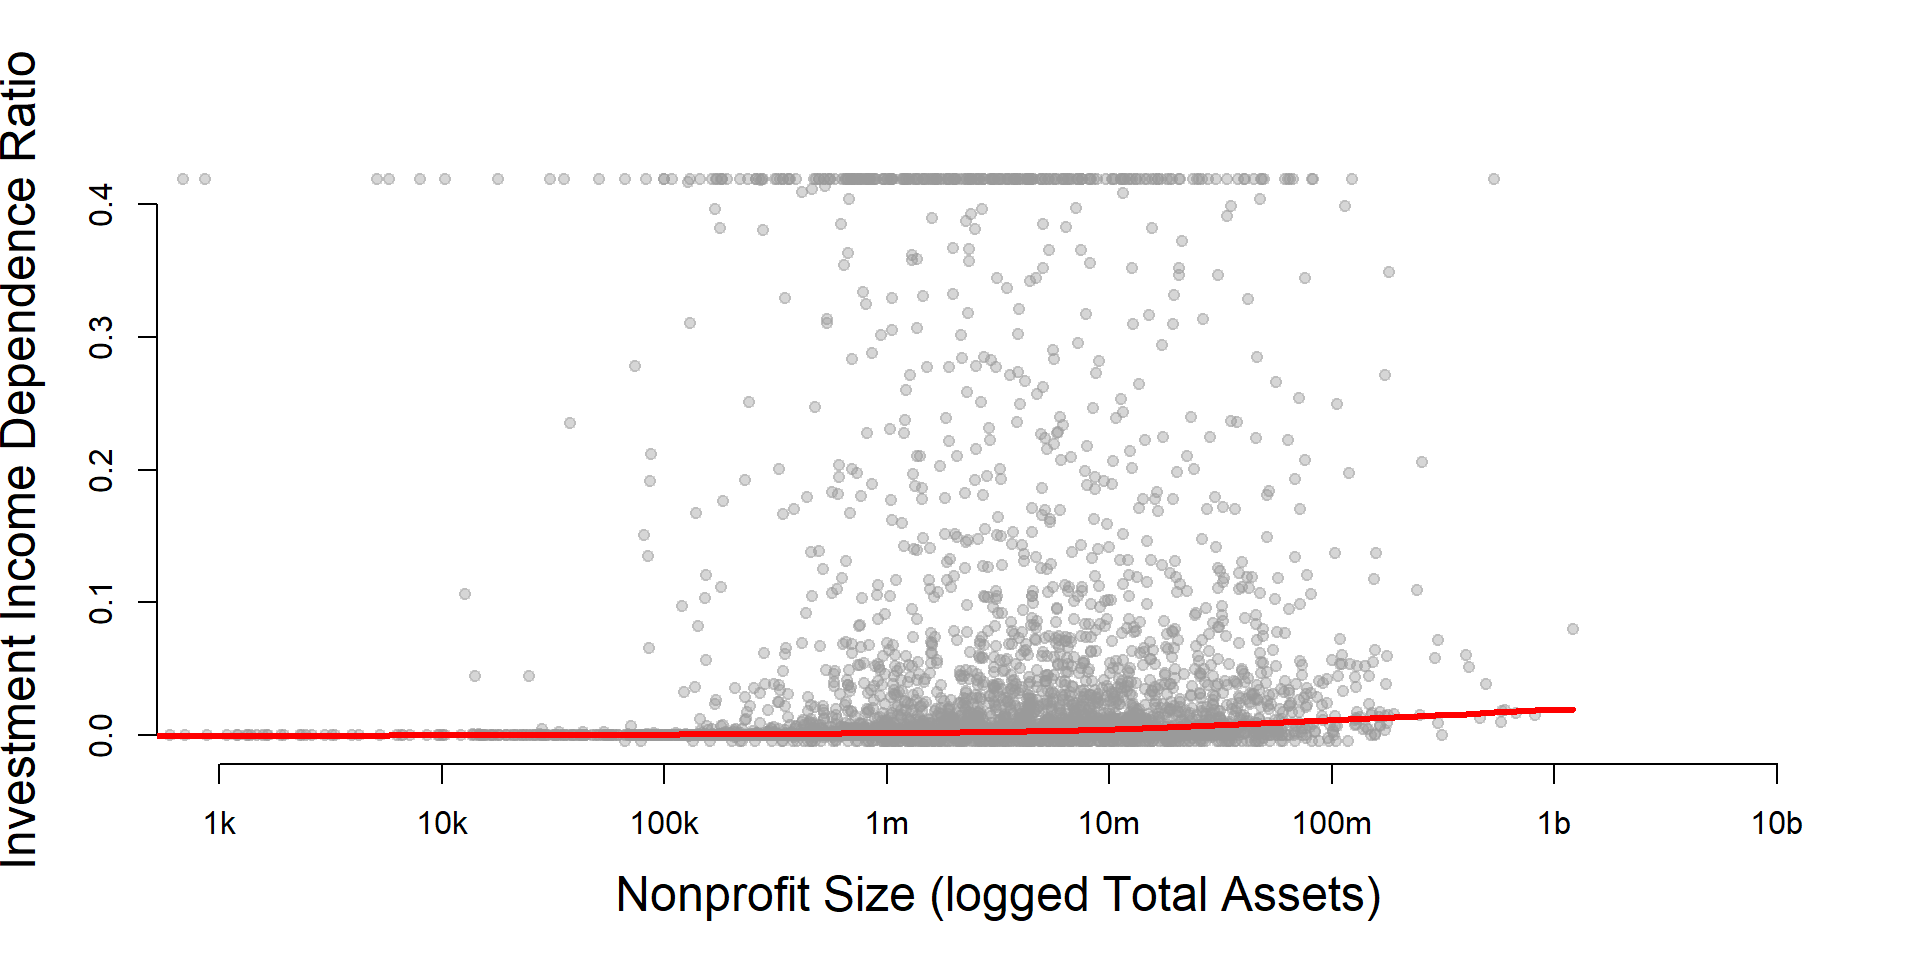 Investment Income Dependence Ratio
0.4
0.3
0.2
0.1
0.0
1k 10k 100k 1m 10m 100m 1b 10b
Nonprofit Size (logged Total Assets)